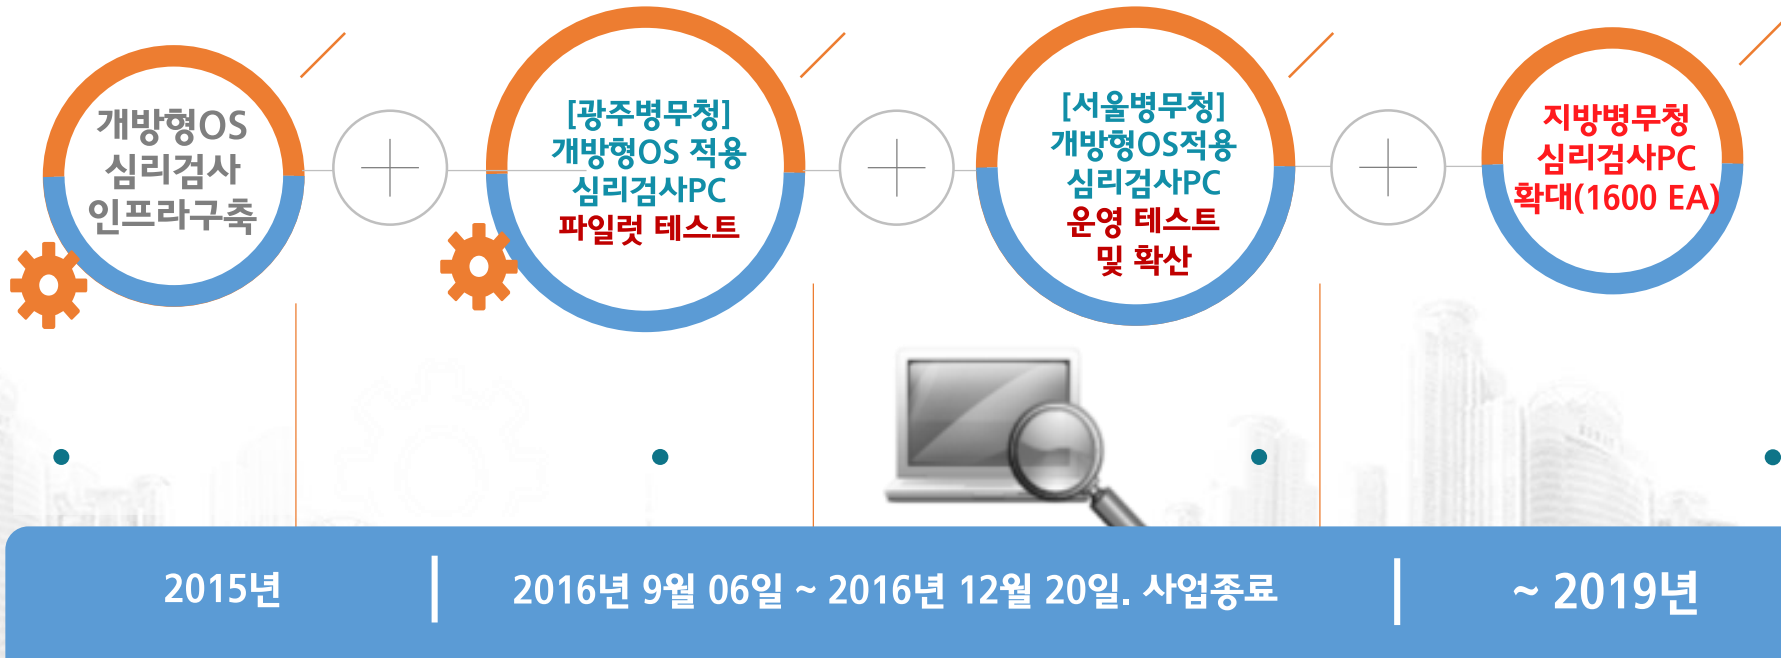 개방형OS
심리검사
인프라구축
[광주병무청]
개방형OS 적용
심리검사PC
파일럿 테스트
[서울병무청]
개방형OS적용
심리검사PC
운영 테스트
및 확산
지방병무청
심리검사PC
확대(1600 EA)
2015년
2016년 9월 06일 ~ 2016년 12월 20일. 사업종료
~ 2019년